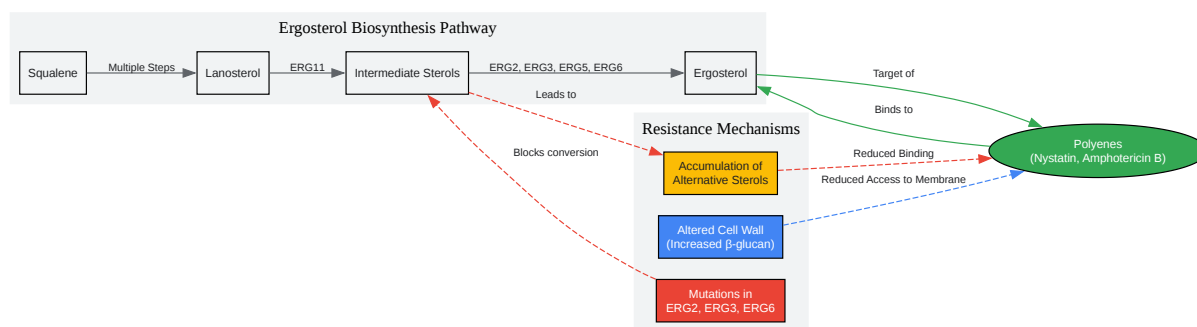 Ergosterol Biosynthesis Pathway
Squalene
Multiple Steps
Lanosterol
ERG11
Intermediate Sterols
ERG2, ERG3, ERG5, ERG6
Ergosterol
Target of
Leads to
Binds to
Resistance Mechanisms
Blocks conversion
Accumulation of
Alternative Sterols
Reduced Binding
Polyenes
(Nystatin, Amphotericin B)
Reduced Access to Membrane
Altered Cell Wall
(Increased β-glucan)
Mutations in
ERG2, ERG3, ERG6